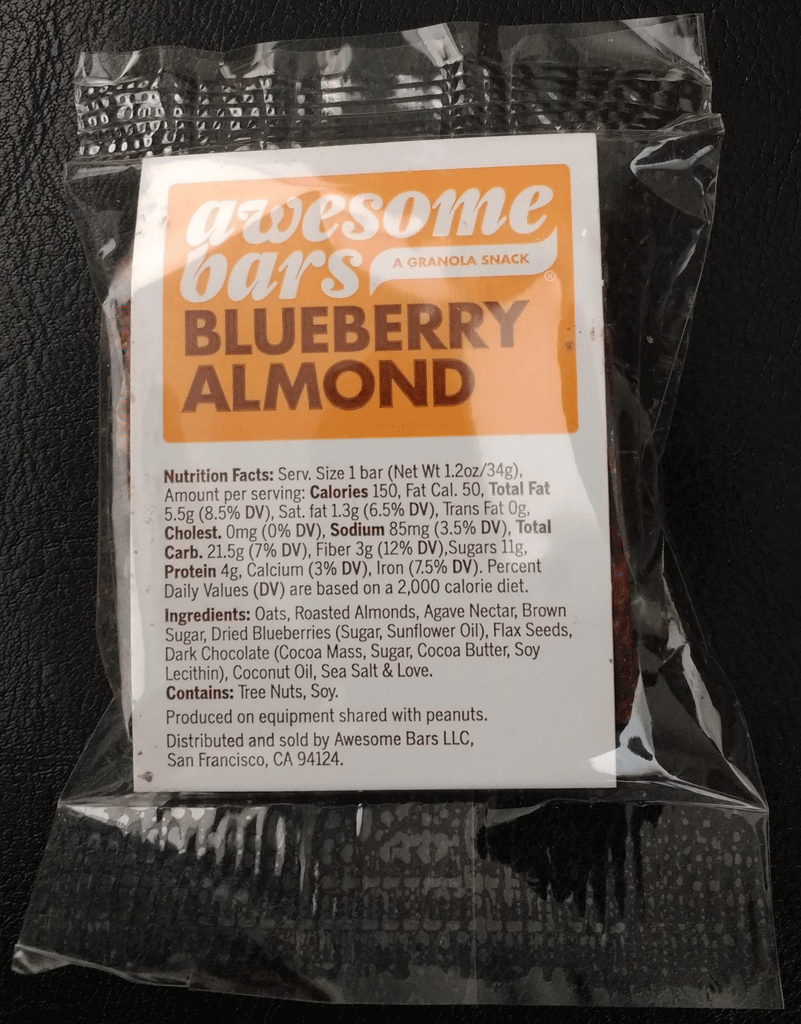 awesome
bars
A GRANOLA SNACK
®
BLUEBERRY
ALMOND
Nutrition Facts: Serv. Size 1 bar (Net Wt 1.2oz/34g),
Amount per serving: Calories 150, Fat Cal. 50, Total Fat
5.5g (8.5% DV), Sat. fat 1.3g (6.5% DV), Trans Fat 0g,
Cholest. 0mg (0% DV), Sodium 85mg (3.5% DV), Total
Carb. 21.5g (7% DV), Fiber 3g (12% DV),Sugars 11g,
Protein 4g, Calcium (3% DV), Iron (7.5% DV). Percent
Daily Values (DV) are based on a 2,000 calorie diet.
Ingredients: Oats, Roasted Almonds, Agave Nectar, Brown
Sugar, Dried Blueberries (Sugar, Sunflower Oil), Flax Seeds,
Dark Chocolate (Cocoa Mass, Sugar, Cocoa Butter, Soy
Lecithin), Coconut Oil, Sea Salt & Love.
Contains: Tree Nuts, Soy.
Produced on equipment shared with peanuts.
Distributed and sold by Awesome Bars LLC,
San Francisco, CA 94124.